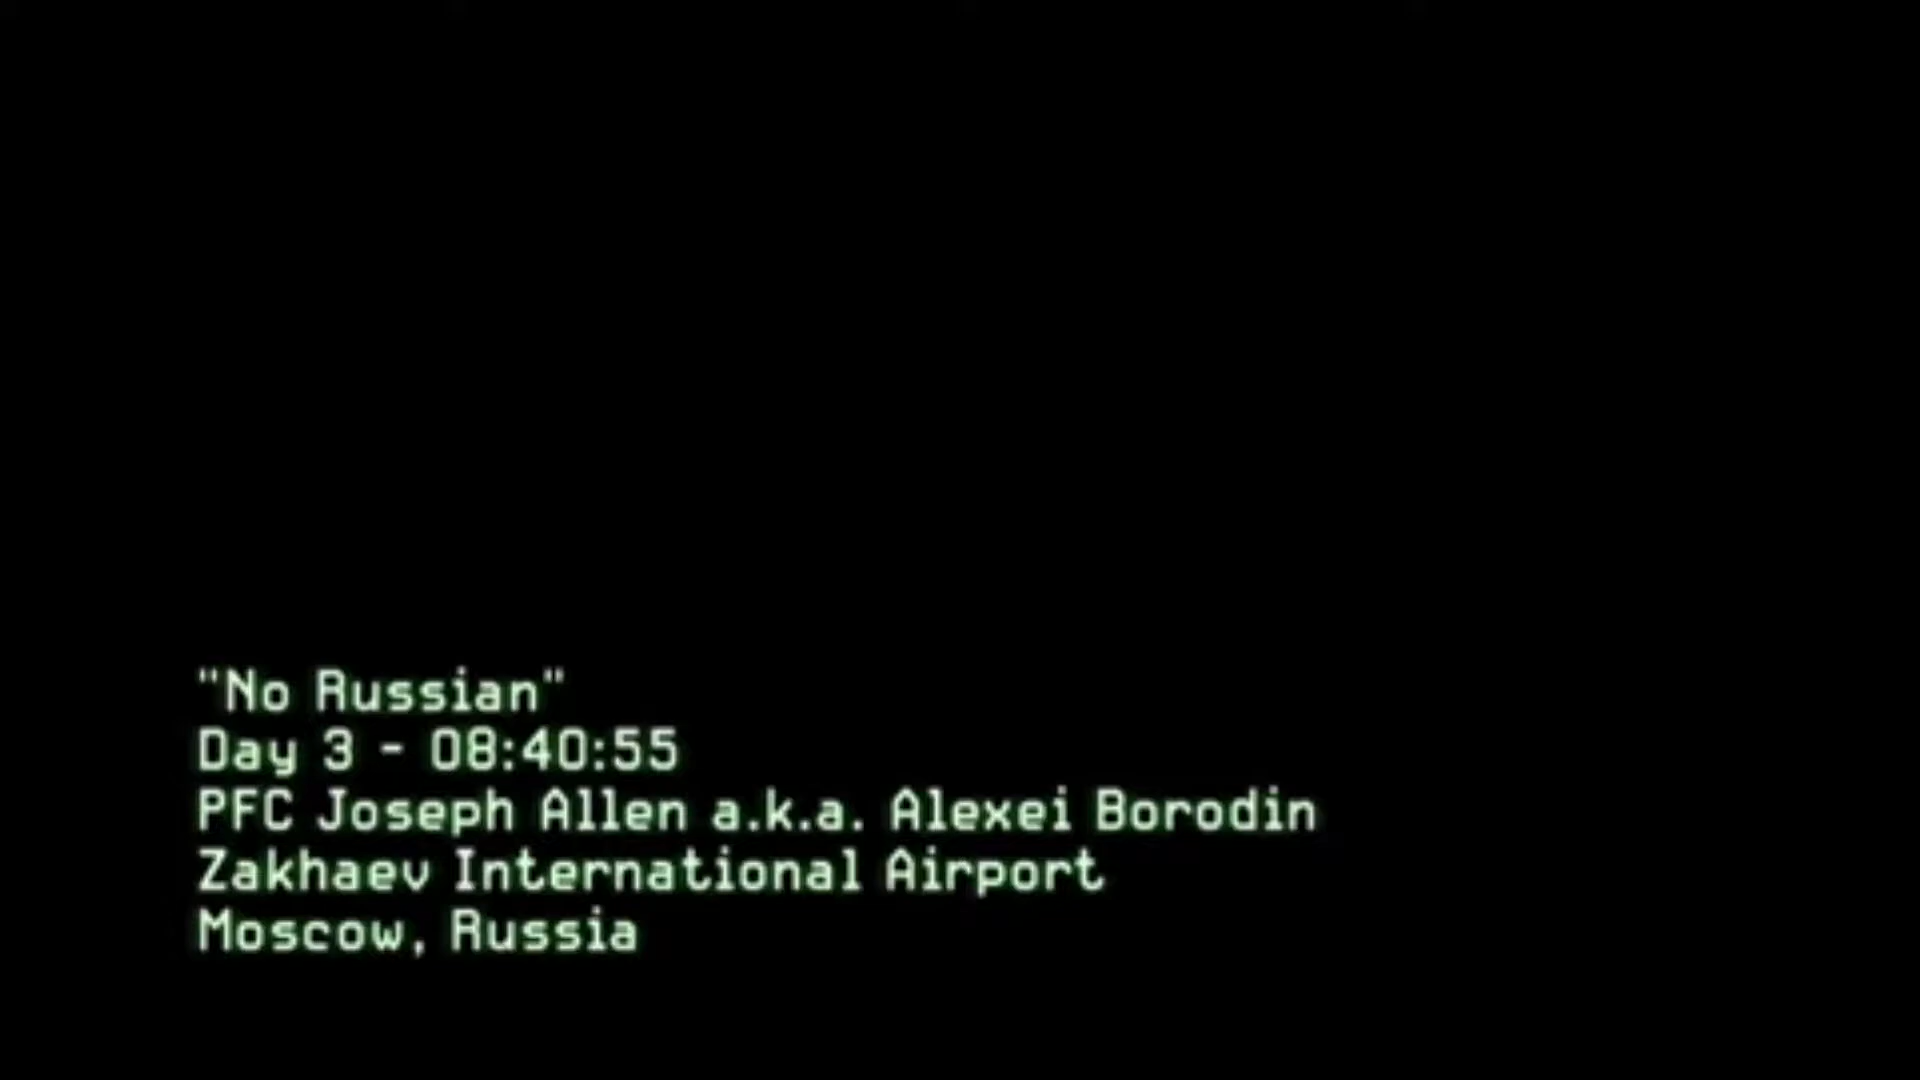 "No Russian"
Day 3 - 08:40:55
PFC Joseph Allen a.k.a. Alexei Borodin
Zakhaev International Airport
Moscow, Russia